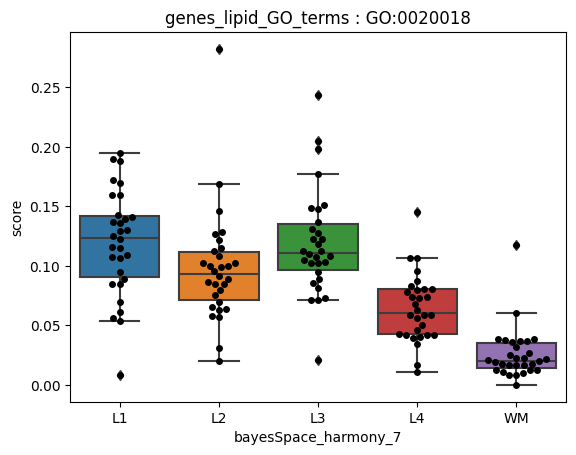 genes_lipid_GO_terms : GO:0020018
score
0.25
0.20
0.15
0.10
0.05
0.00
L1 L2 L3 L4 WM
bayesSpace_harmony_7